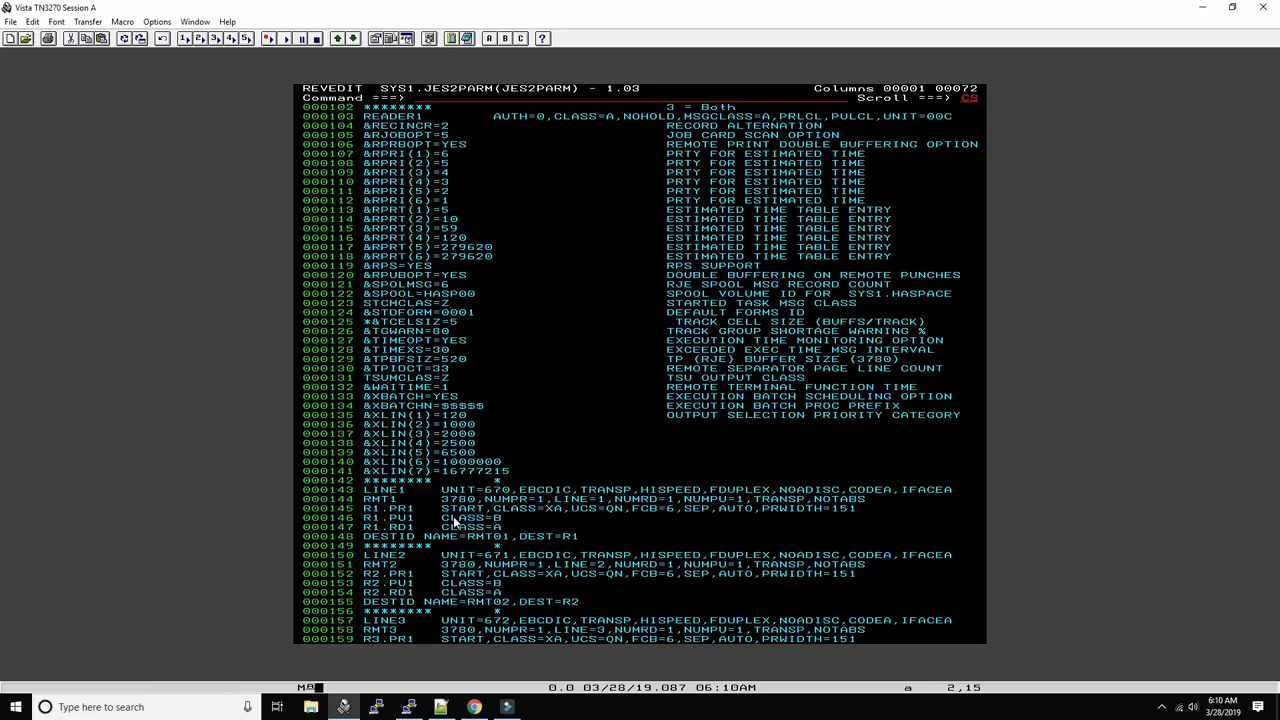 Vista TN3270 Session A
File Edit Font Transfer Macro Options Window Help
REVEDIT SYS1.JES2PARM(JES2PARM) - 1.03 Columns 00001 00072
Command ===> Scroll ===> CS
000102 ******** 3 = Both
000103 READER1 AUTH=0,CLASS=A,NOHOLD,MSGCLASS=A,PRLCL,PULCL,UNIT=00C
000104 &RECINCR=2 RECORD ALTERNATION
000105 &RJOBOPT=5 JOB CARD SCAN OPTION
000106 &RPRBOPT=YES REMOTE PRINT DOUBLE BUFFERING OPTION
000107 &RPRI(1)=6 PRTY FOR ESTIMATED TIME
000108 &RPRI(2)=5 PRTY FOR ESTIMATED TIME
000109 &RPRI(3)=4 PRTY FOR ESTIMATED TIME
000110 &RPRI(4)=3 PRTY FOR ESTIMATED TIME
000111 &RPRI(5)=2 PRTY FOR ESTIMATED TIME
000112 &RPRI(6)=1 PRTY FOR ESTIMATED TIME
000113 &RPRT(1)=5 ESTIMATED TIME TABLE ENTRY
000114 &RPRT(2)=10 ESTIMATED TIME TABLE ENTRY
000115 &RPRT(3)=59 ESTIMATED TIME TABLE ENTRY
000116 &RPRT(4)=120 ESTIMATED TIME TABLE ENTRY
000117 &RPRT(5)=279620 ESTIMATED TIME TABLE ENTRY
000118 &RPRT(6)=279620 ESTIMATED TIME TABLE ENTRY
000119 &RPS=YES RPS SUPPORT
000120 &RPUBOPT=YES DOUBLE BUFFERING ON REMOTE PUNCHES
000121 &SPOLMSG=6 RJE SPOOL MSG RECORD COUNT
000122 &SPOOL=HASP00 SPOOL VOLUME ID FOR SYS1.HASPACE
000123 STCMCLAS=Z STARTED TASK MSG CLASS
000124 &STDFORM=0001 DEFAULT FORMS ID
000125 *&TCELSIZ=5 TRACK CELL SIZE (BUFFS/TRACK)
000126 &TGWARN=80 TRACK GROUP SHORTAGE WARNING %
000127 &TIMEOPT=YES EXECUTION TIME MONITORING OPTION
000128 &TIMEXS=30 EXCEEDED EXEC TIME MSG INTERVAL
000129 &TPBFSIZ=520 TP (RJE) BUFFER SIZE (3780)
000130 &TPIDCT=33 REMOTE SEPARATOR PAGE LINE COUNT
000131 TSUMCLAS=Z TSU OUTPUT CLASS
000132 &WAITIME=1 REMOTE TERMINAL FUNCTION TIME
000133 &XBATCH=YES EXECUTION BATCH SCHEDULING OPTION
000134 &XBATCHN=$$$$$ EXECUTION BATCH PROC PREFIX
000135 &XLIN(1)=120 OUTPUT SELECTION PRIORITY CATEGORY
000136 &XLIN(2)=1000
000137 &XLIN(3)=2000
000138 &XLIN(4)=2500
000139 &XLIN(5)=6500
000140 &XLIN(6)=1000000
000141 &XLIN(7)=16777215
000142 ******** *
000143 LINE1 UNIT=670,EBCDIC,TRANSP,HISPEED,FDUPLEX,NOADISC,CODEA,IFACEA
000144 RMT1 3780,NUMPR=1,LINE=1,NUMRD=1,NUMPU=1,TRANSP,NOTABS
000145 R1.PR1 START,CLASS=XA,UCS=QN,FCB=6,SEP,AUTO,PRWIDTH=151
000146 R1.PU1 CLASS=B
000147 R1.RD1 CLASS=A
000148 DESTID NAME=RMT01,DEST=R1
000149 ******** *
000150 LINE2 UNIT=671,EBCDIC,TRANSP,HISPEED,FDUPLEX,NOADISC,CODEA,IFACEA
000151 RMT2 3780,NUMPR=1,LINE=2,NUMRD=1,NUMPU=1,TRANSP,NOTABS
000152 R2.PR1 START,CLASS=XA,UCS=QN,FCB=6,SEP,AUTO,PRWIDTH=151
000153 R2.PU1 CLASS=B
000154 R2.RD1 CLASS=A
000155 DESTID NAME=RMT02,DEST=R2
000156 ******** *
000157 LINE3 UNIT=672,EBCDIC,TRANSP,HISPEED,FDUPLEX,NOADISC,CODEA,IFACEA
000158 RMT3 3780,NUMPR=1,LINE=3,NUMRD=1,NUMPU=1,TRANSP,NOTABS
000159 R3.PR1 START,CLASS=XA,UCS=QN,FCB=6,SEP,AUTO,PRWIDTH=151
0.0 03/28/19.087 06:10AM a 2,15
Type here to search
6:10 AM
3/28/2019